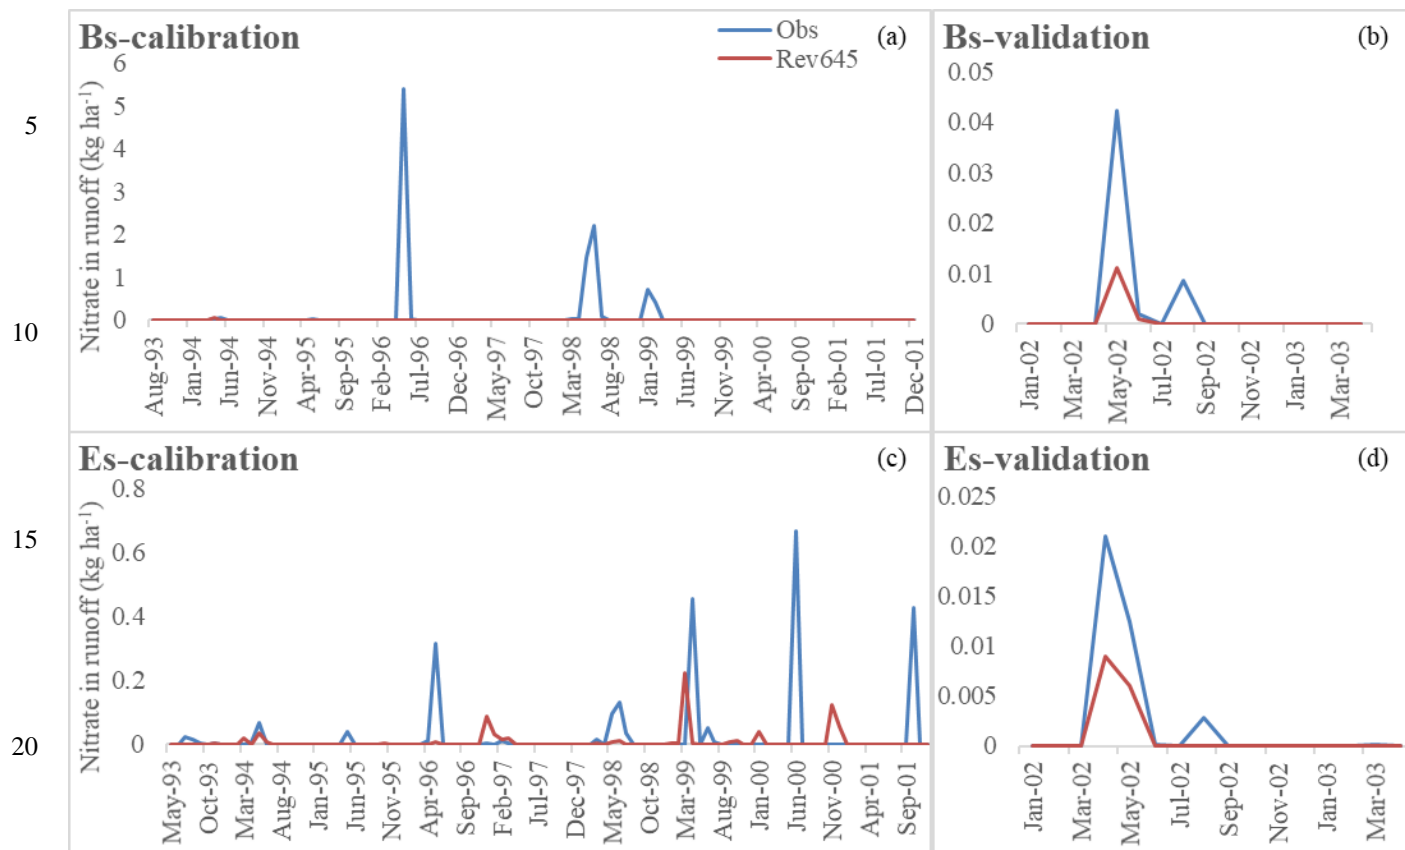 Bs-calibration
Obs
Rev645
(a)
Nitrate in runoff (kg ha⁻¹)
6
5
4
3
2
1
0
Aug-93
Jan-94
Jun-94
Nov-94
Apr-95
Sep-95
Feb-96
Jul-96
Dec-96
May-97
Oct-97
Mar-98
Aug-98
Jan-99
Jun-99
Nov-99
Apr-00
Sep-00
Feb-01
Jul-01
Dec-01
Bs-validation
(b)
0.05
0.04
0.03
0.02
0.01
0
Jan-02
Mar-02
May-02
Jul-02
Sep-02
Nov-02
Jan-03
Mar-03
5
10
Es-calibration
(c)
Nitrate in runoff (kg ha⁻¹)
0.8
0.6
0.4
0.2
0
May-93
Oct-93
Mar-94
Aug-94
Jan-95
Jun-95
Nov-95
Apr-96
Sep-96
Feb-97
Jul-97
Dec-97
May-98
Oct-98
Mar-99
Aug-99
Jan-00
Jun-00
Nov-00
Apr-01
Sep-01
Es-validation
(d)
0.025
0.02
0.015
0.01
0.005
0
Jan-02
Mar-02
May-02
Jul-02
Sep-02
Nov-02
Jan-03
Mar-03
15
20